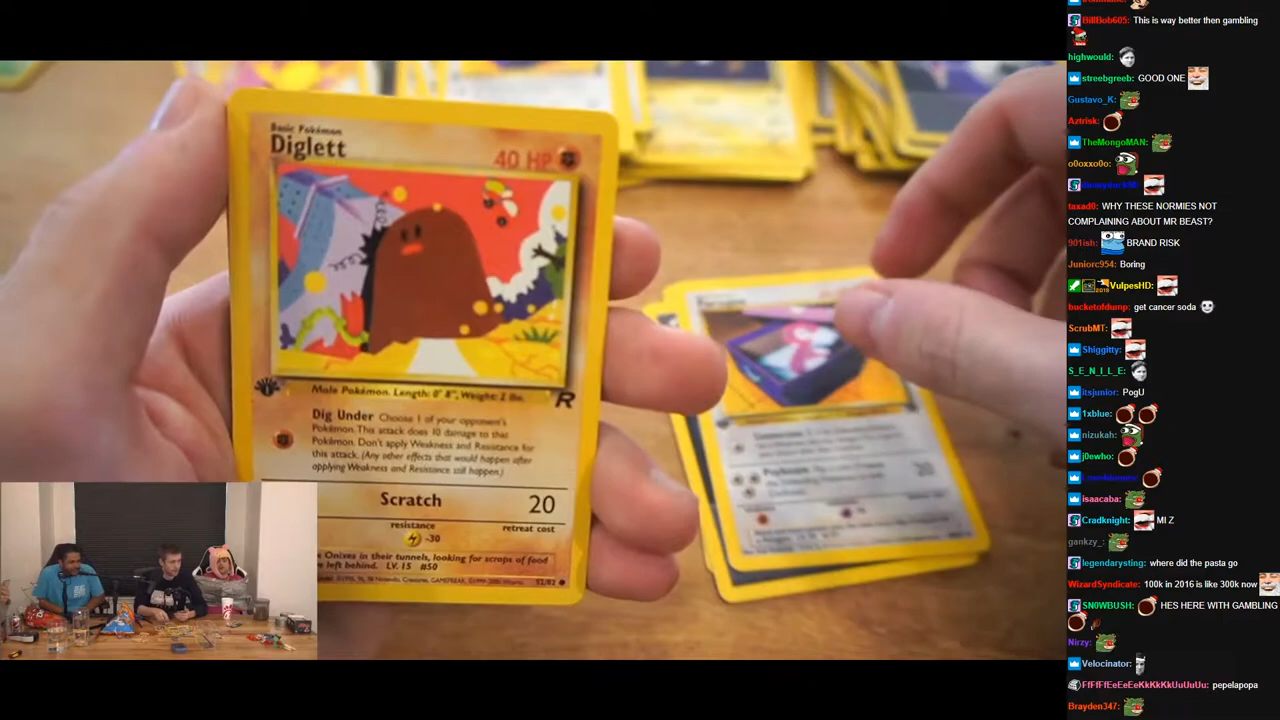 Basic Pokémon
Diglett
40 HP
Mole Pokémon. Length: 0' 8", Weight: 2 lbs.
R
Dig Under Choose 1 of your opponent's
Pokémon. This attack does 10 damage to that
Pokémon. Don't apply Weakness and Resistance for
this attack. (Any other effects that would happen after
applying Weakness and Resistance still happen.)
Scratch 20
resistance
retreat cost
-30
Onixes in their tunnels, looking for scraps of food
left behind. LV. 15 #50
52/82
BillBob605: This is way better then gambling
highwould:
streebgreeb: GOOD ONE
Gustavo_K:
Aztrisk:
TheMongoMAN:
o0oxxo0o:
taxad0: WHY THESE NORMIES NOT
COMPLAINING ABOUT MR BEAST?
901ish: BRAND RISK
Juniorc954: Boring
VulpesHD:
bucketofdump: get cancer soda
ScrubMT:
Shiggitty:
S_E_N_I_L_E:
itsjunior: PogU
1xblue:
nizukah:
j0ewho:
isaacaba:
Cradknight: MI Z
gankzy_:
legendarysting: where did the pasta go
WizardSyndicate: 100k in 2016 is like 300k now
SN0WBUSH: HES HERE WITH GAMBLING
Nirzy:
Velocinator:
FfFfFfEeEeEeKkKkKkUuUuUu: pepelapopa
Brayden347: